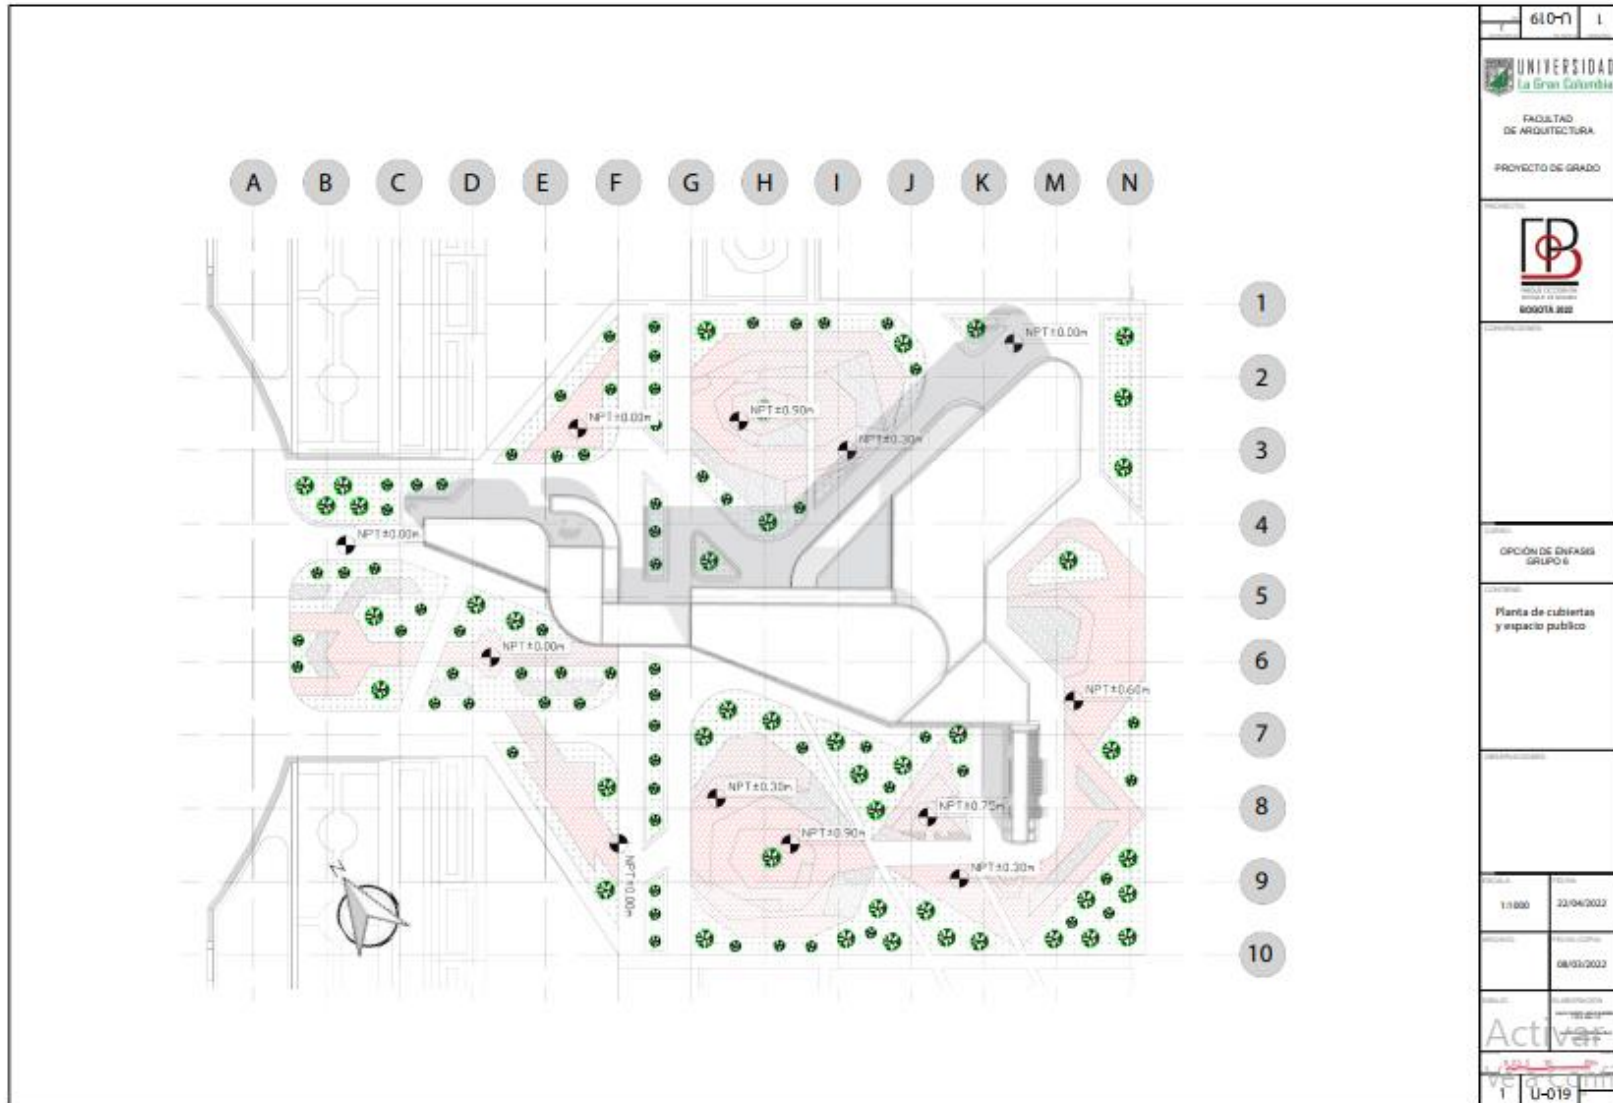 1 U-019
UNIVERSIDAD
La Gran Colombia
FACULTAD
DE ARQUITECTURA
PROYECTO DE GRADO
BOGOTÁ 2022
OPCIÓN DE ÉNFASIS
GRUPO 6
Planta de cubiertas
y espacio publico
1:1000
22/04/2022
08/03/2022
Activar
Ve a Confi
1 U-019
A B C D E F G H I J K M N
1
2
3
4
5
6
7
8
9
10
NPT±0.00m
NPT±0.00m
NPT±0.90m
NPT±0.30m
NPT±0.00m
NPT±0.00m
NPT±0.60m
NPT±0.30m
NPT±0.75m
NPT±0.90m
NPT±0.30m
NPT±0.00m
N